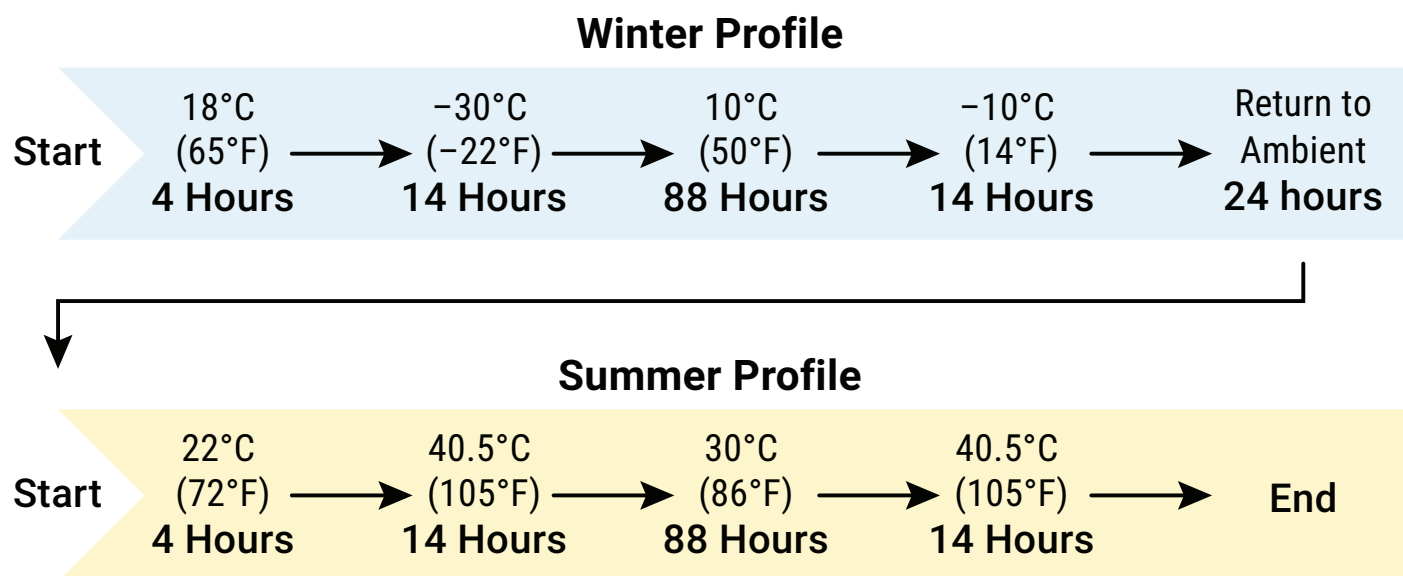 Winter Profile
Start
18°C
(65°F)
4 Hours
−30°C
(−22°F)
14 Hours
10°C
(50°F)
88 Hours
−10°C
(14°F)
14 Hours
Return to
Ambient
24 hours
Summer Profile
Start
22°C
(72°F)
4 Hours
40.5°C
(105°F)
14 Hours
30°C
(86°F)
88 Hours
40.5°C
(105°F)
14 Hours
End